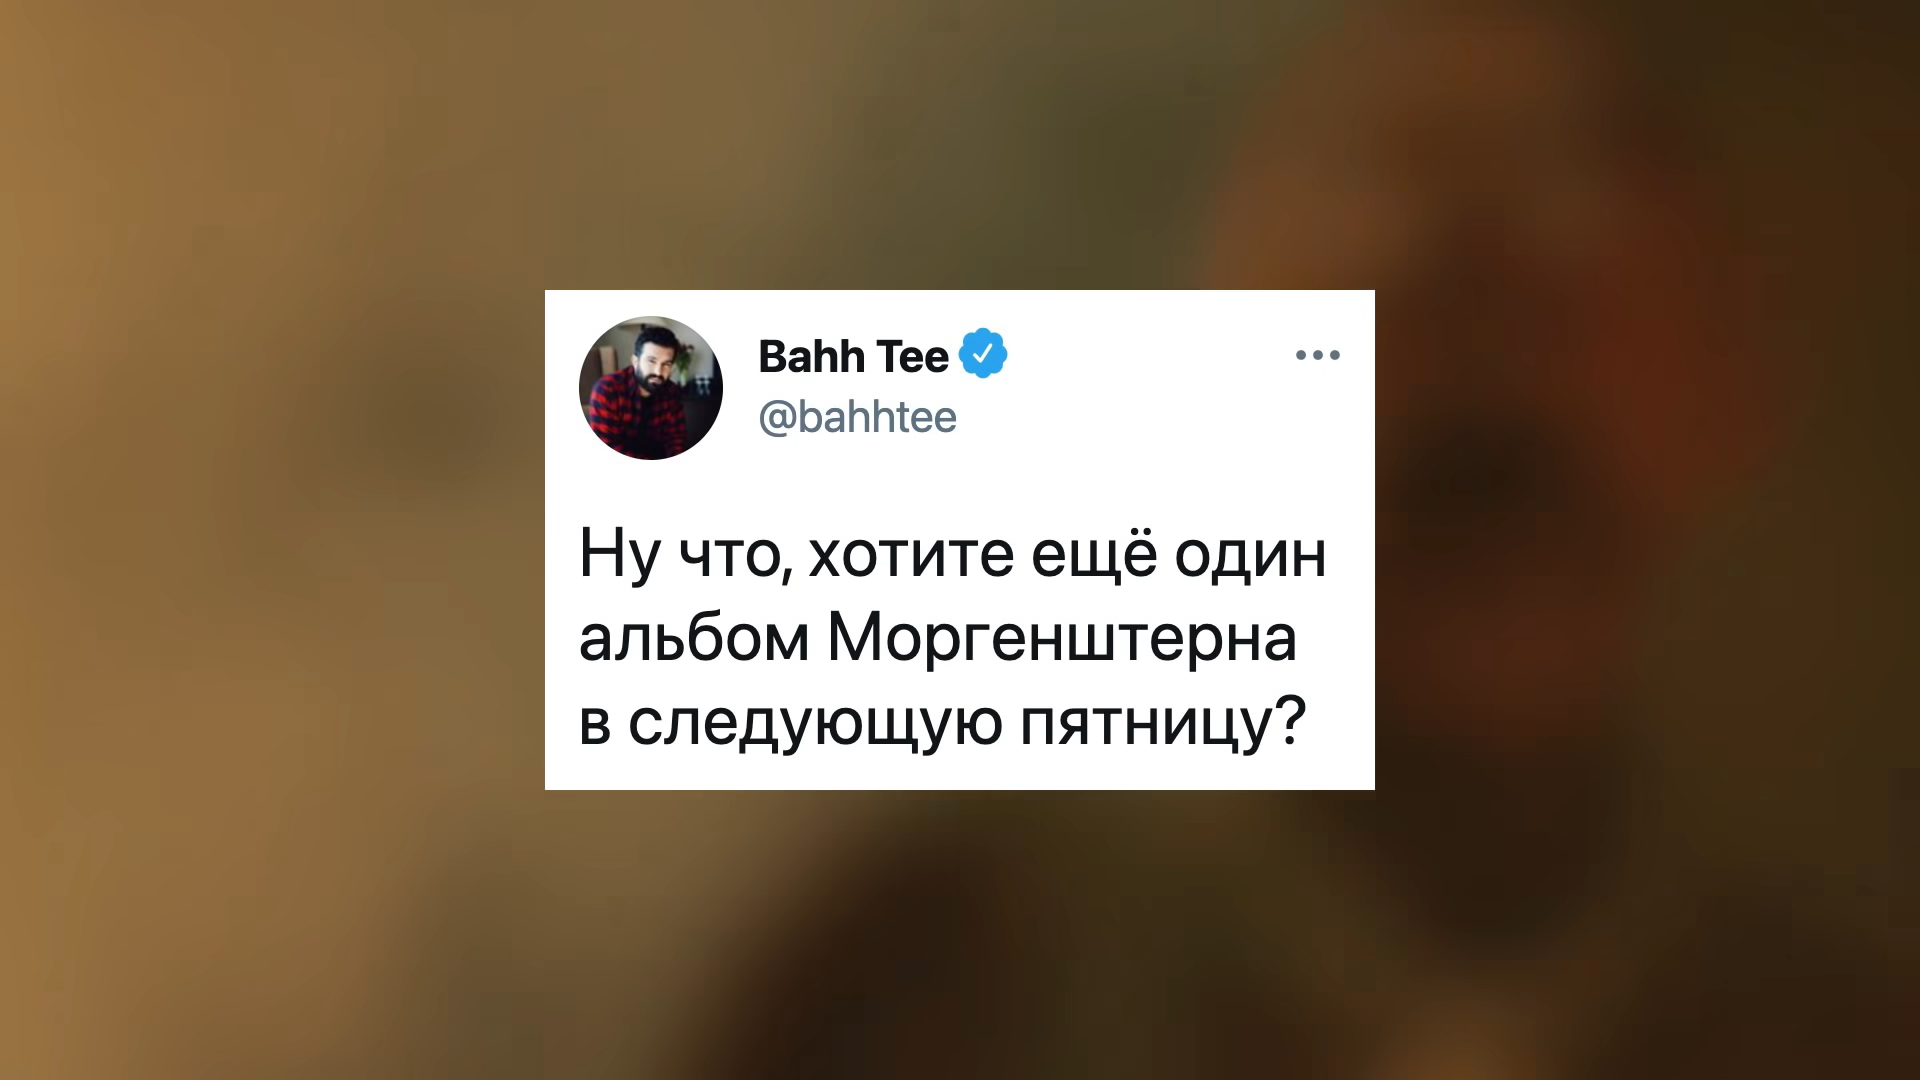 Bahh Tee
@bahhtee
Ну что, хотите ещё один
альбом Моргенштерна
в следующую пятницу?